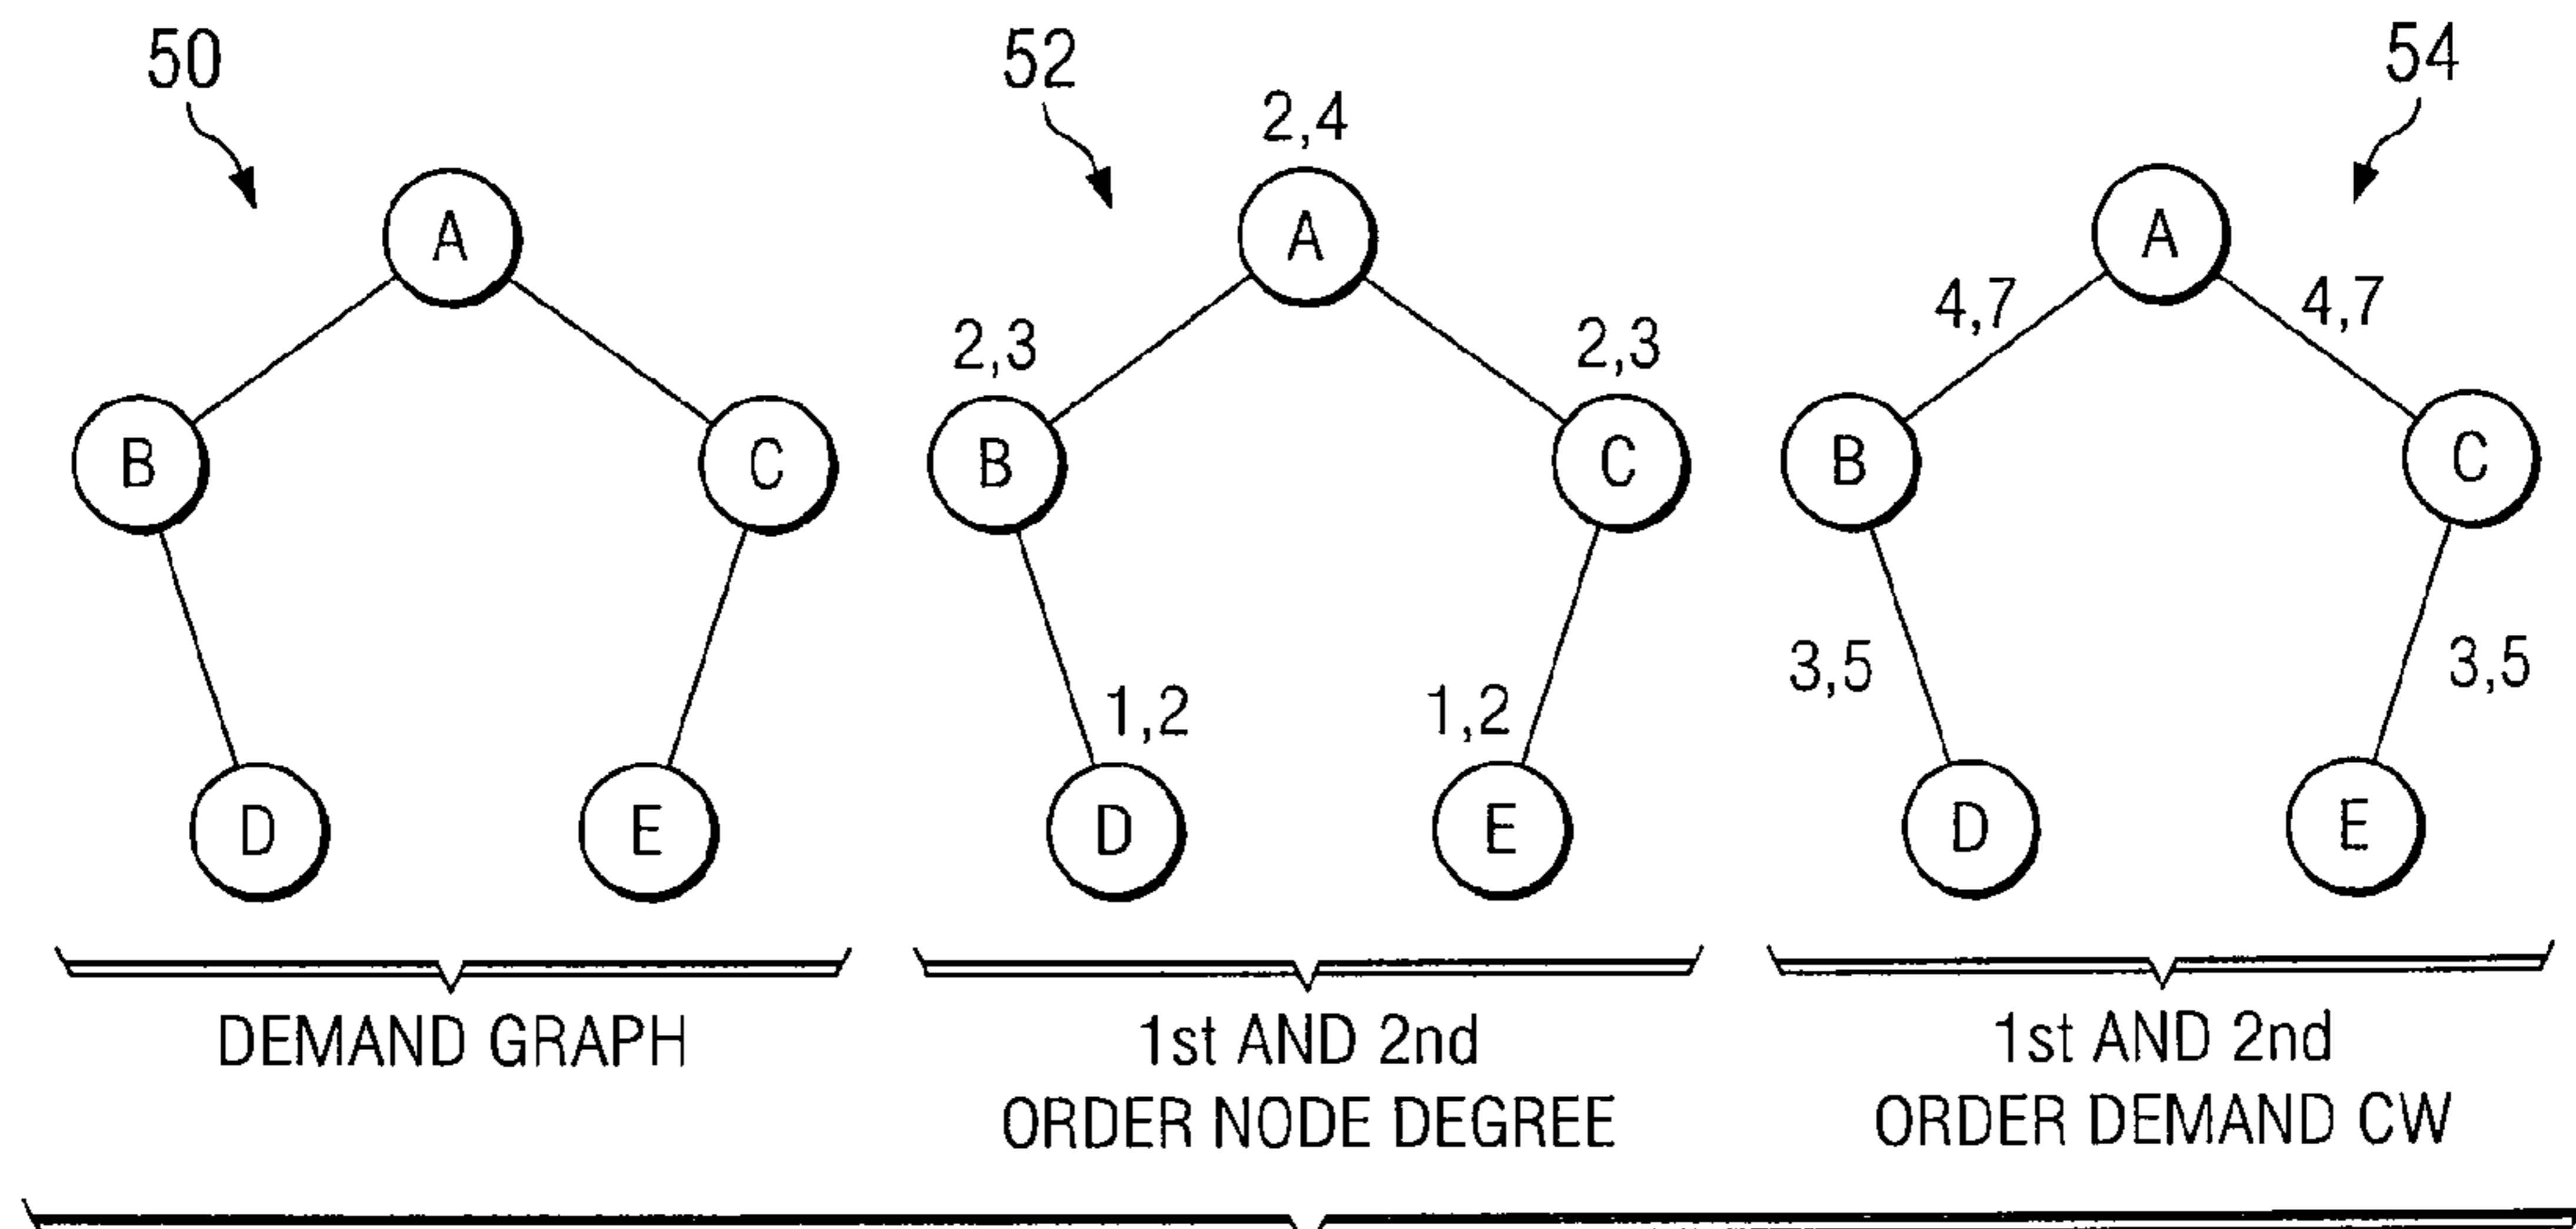 50
A
B
C
D
E
DEMAND GRAPH
52
2,4
A
2,3
2,3
B
C
1,2
1,2
D
E
1st AND 2nd
ORDER NODE DEGREE
54
A
4,7
4,7
B
C
3,5
3,5
D
E
1st AND 2nd
ORDER DEMAND CW